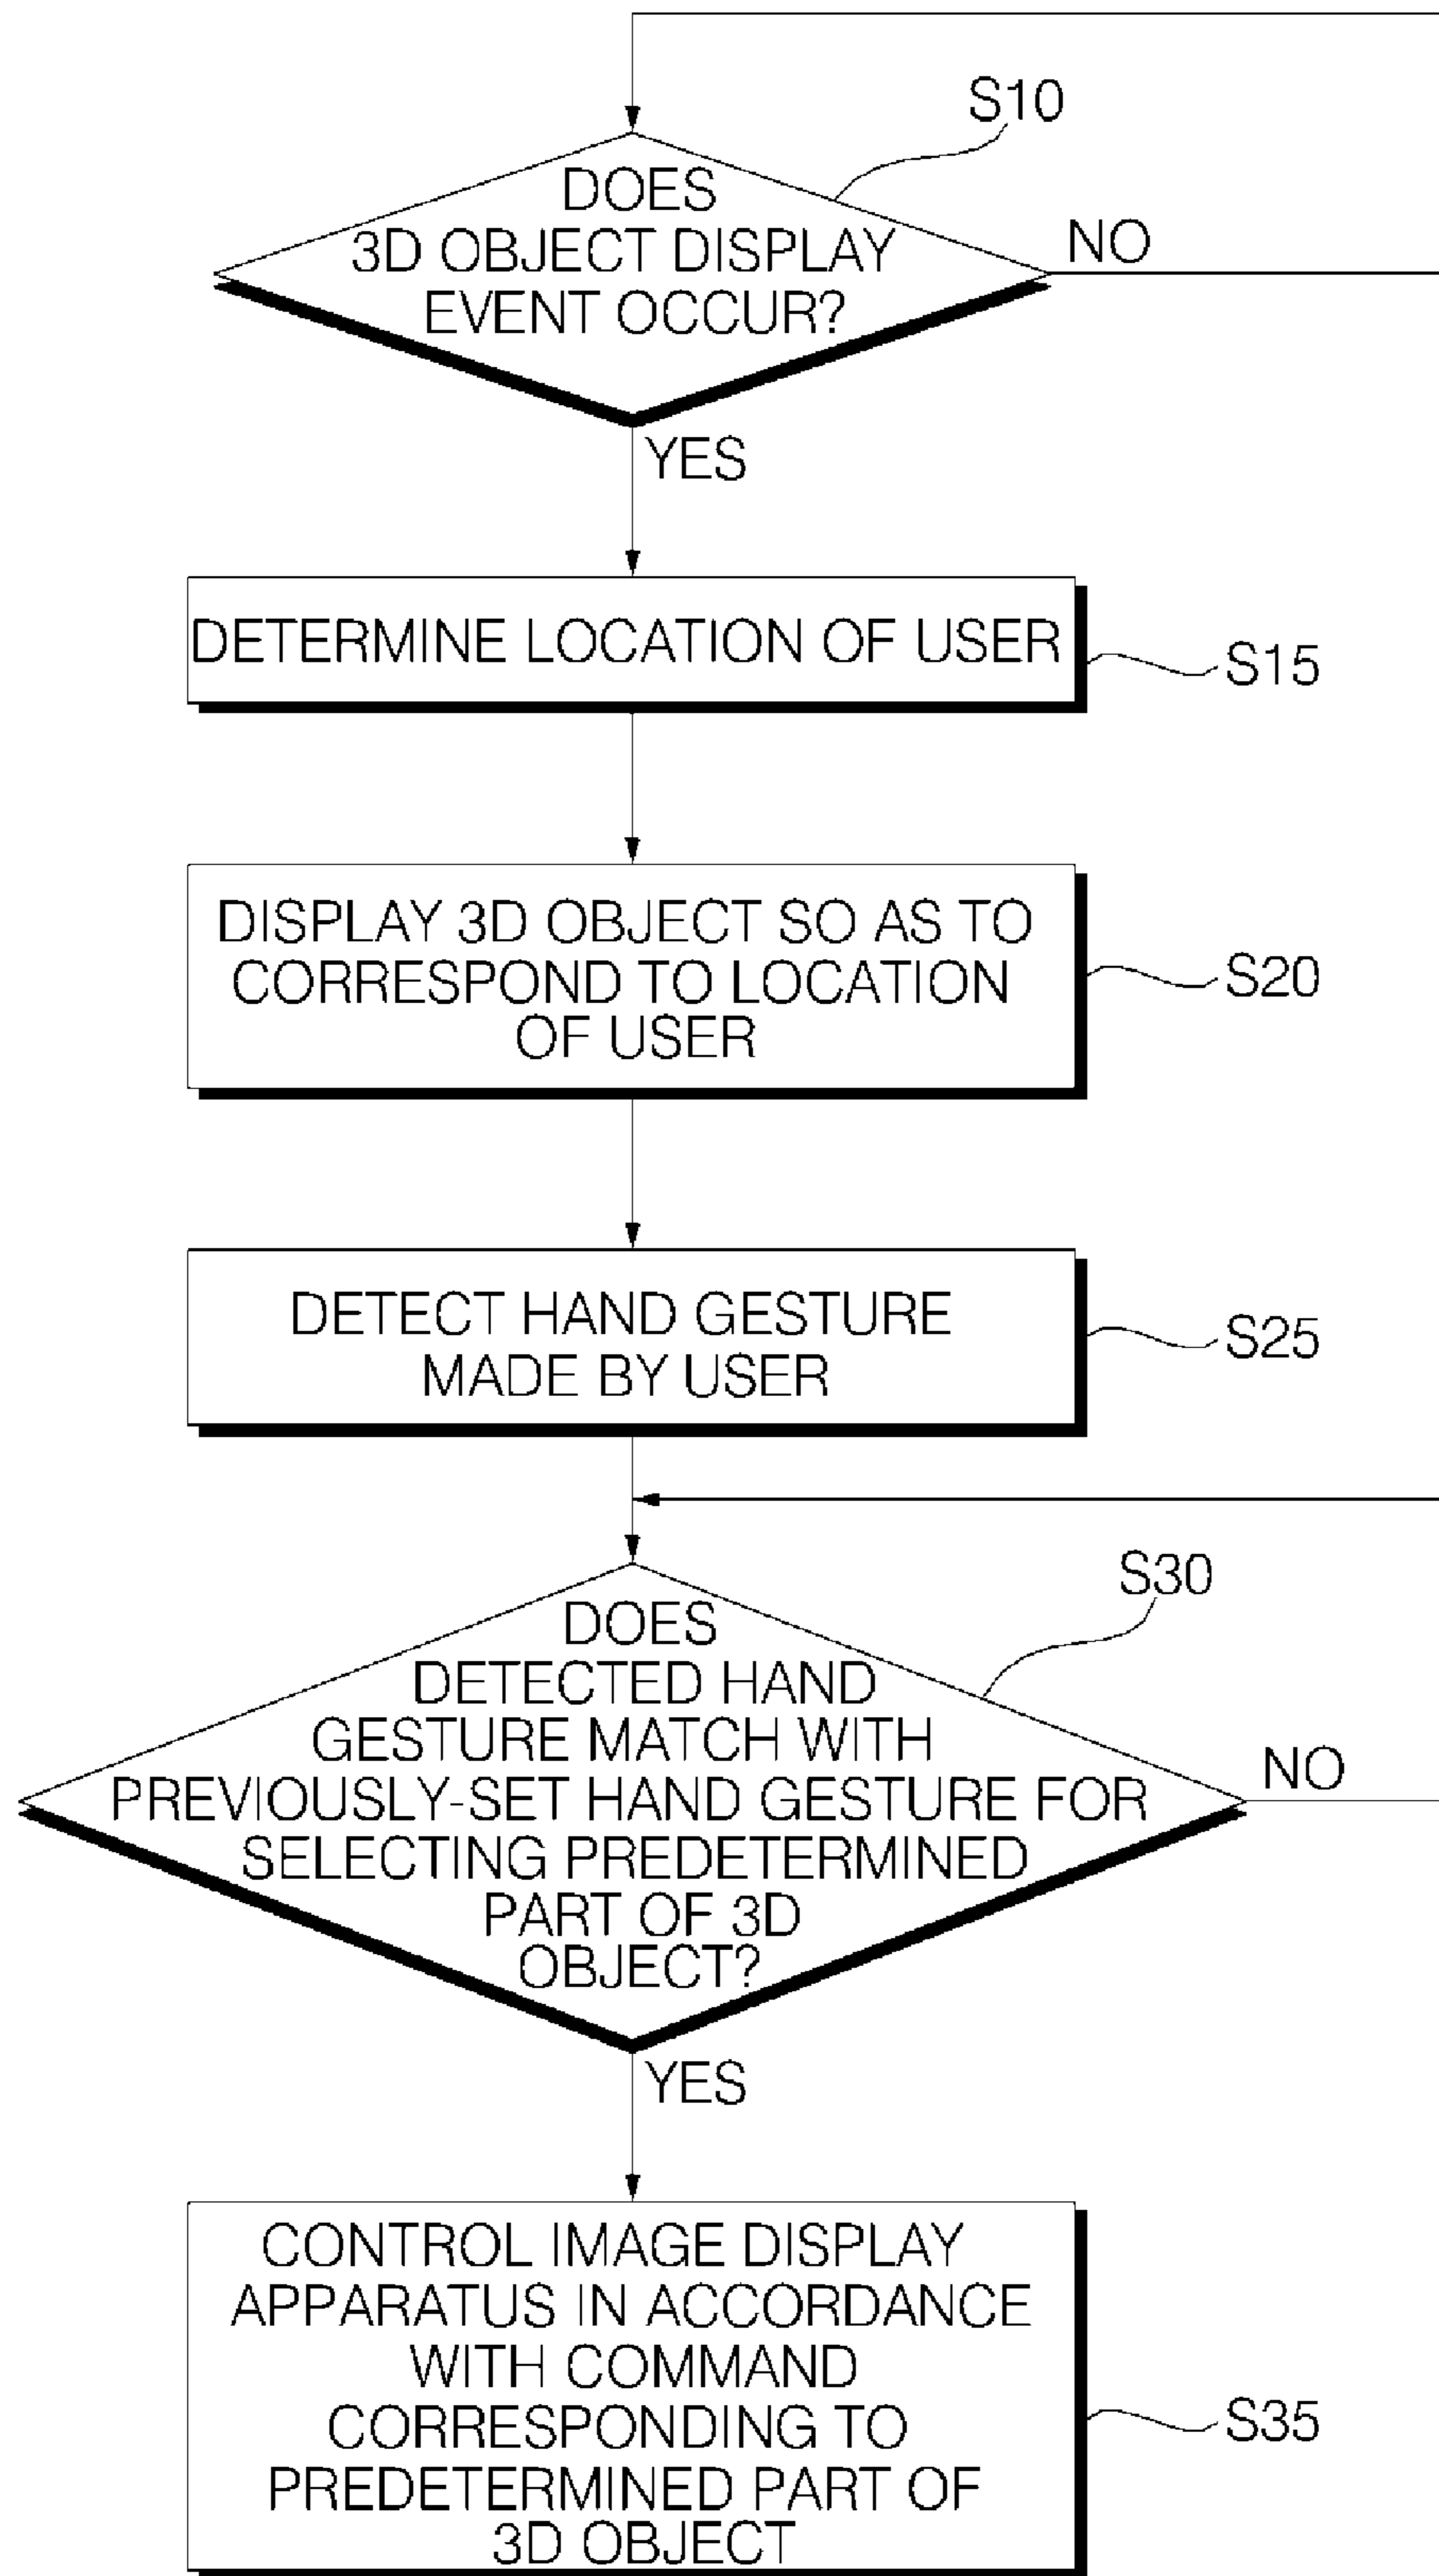 S10
DOES
3D OBJECT DISPLAY
EVENT OCCUR?
NO
YES
DETERMINE LOCATION OF USER
S15
DISPLAY 3D OBJECT SO AS TO
CORRESPOND TO LOCATION
OF USER
S20
DETECT HAND GESTURE
MADE BY USER
S25
S30
DOES
DETECTED HAND
GESTURE MATCH WITH
PREVIOUSLY-SET HAND GESTURE FOR
SELECTING PREDETERMINED
PART OF 3D
OBJECT?
NO
YES
CONTROL IMAGE DISPLAY
APPARATUS IN ACCORDANCE
WITH COMMAND
CORRESPONDING TO
PREDETERMINED PART OF
3D OBJECT
S35